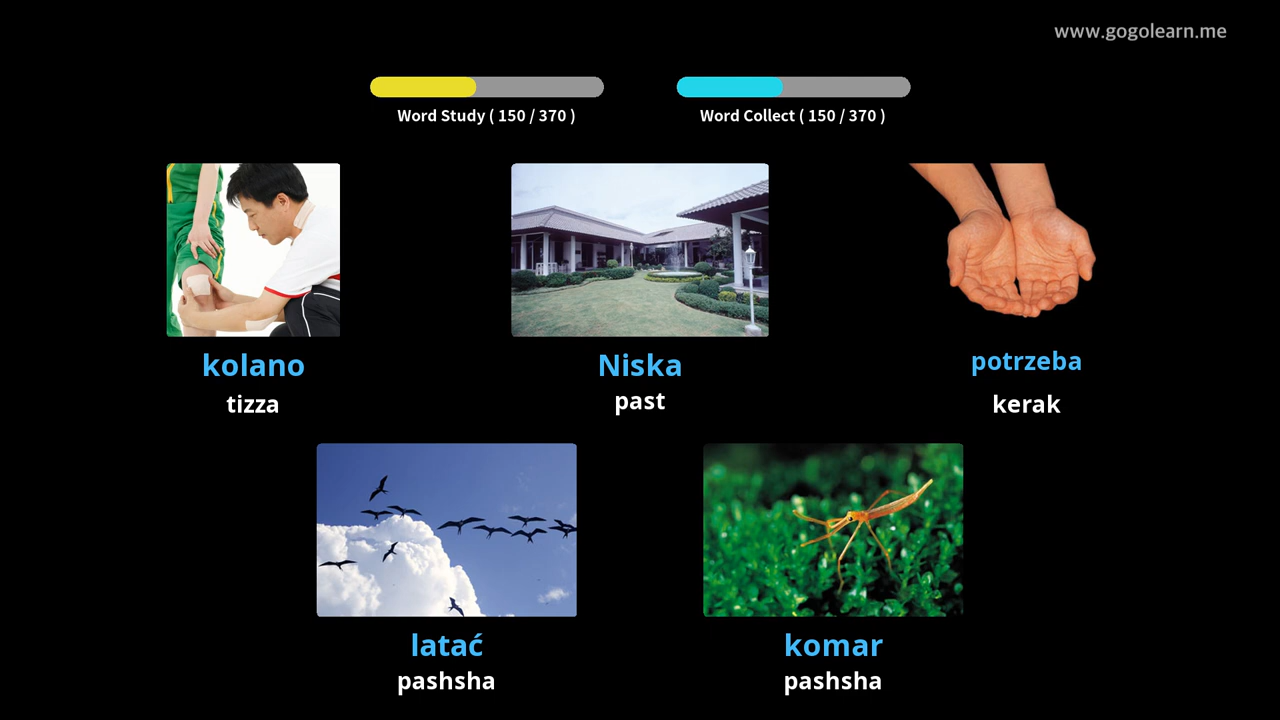 www.gogolearn.me
Word Study ( 150 / 370 )
Word Collect ( 150 / 370 )
kolano
tizza
Niska
past
potrzeba
kerak
latać
pashsha
komar
pashsha